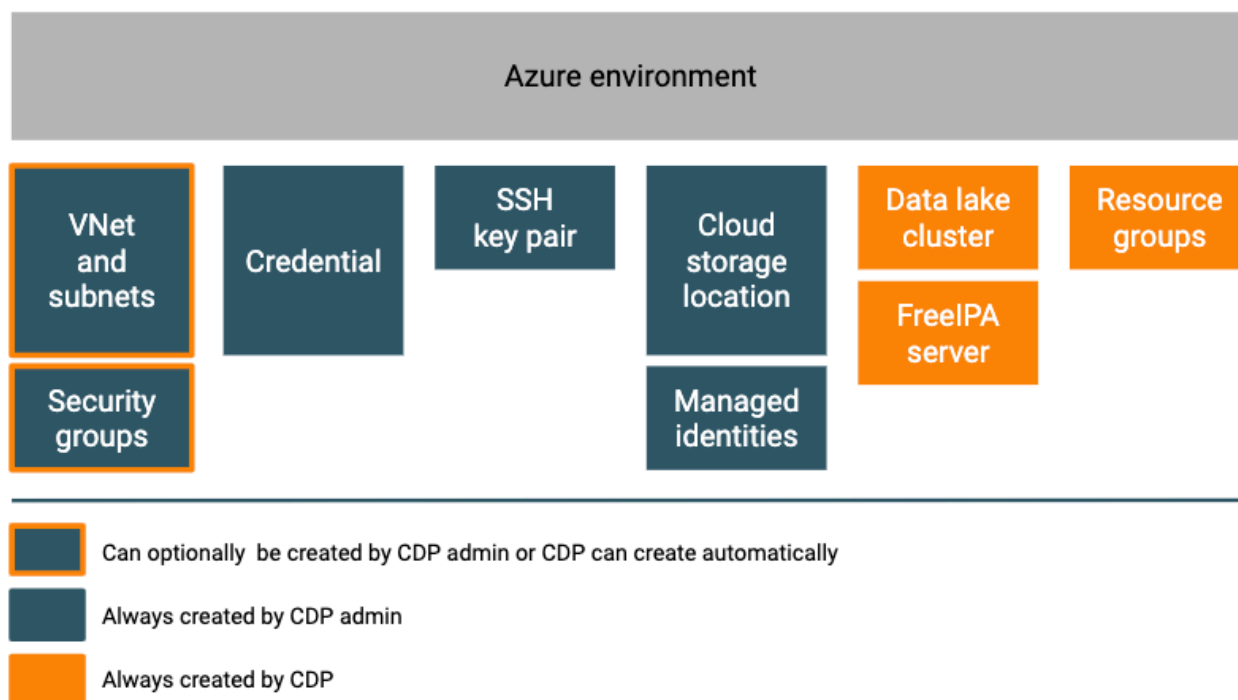 Azure environment
VNet
and
subnets
Security
groups
Credential
SSH
key pair
Cloud
storage
location
Managed
identities
Data lake
cluster
FreeIPA
server
Resource
groups
Can optionally be created by CDP admin or CDP can create automatically
Always created by CDP admin
Always created by CDP